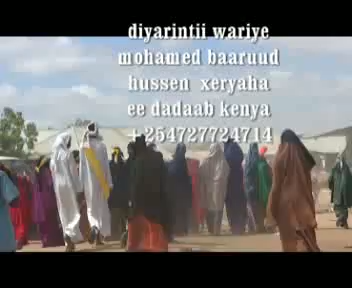 diyarintii wariye
mohamed baaruud
hussen xeryaha
ee dadaab kenya
+254727724714